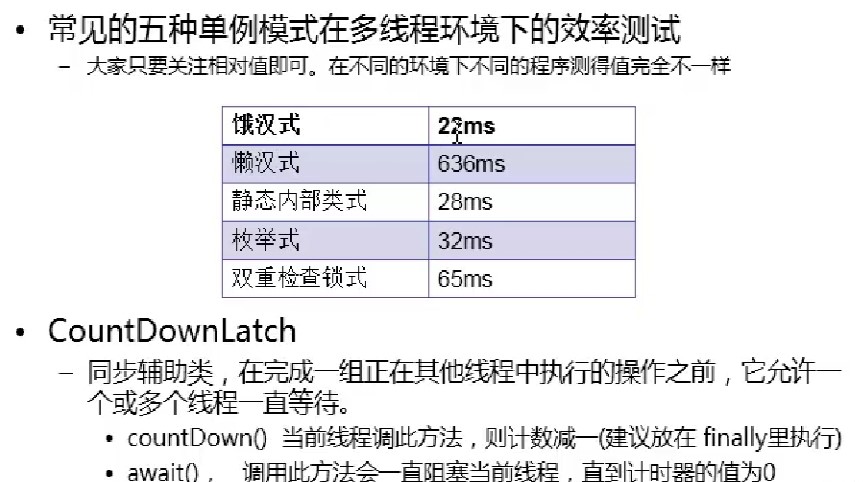 • 常见的五种单例模式在多线程环境下的效率测试
– 大家只要关注相对值即可。在不同的环境下不同的程序测得值完全不一样
饿汉式 22ms
懒汉式 636ms
静态内部类式 28ms
枚举式 32ms
双重检查锁式 65ms
• CountDownLatch
– 同步辅助类，在完成一组正在其他线程中执行的操作之前，它允许一
个或多个线程一直等待。
• countDown() 当前线程调此方法，则计数减一(建议放在 finally里执行)
• await()， 调用此方法会一直阻塞当前线程，直到计时器的值为0